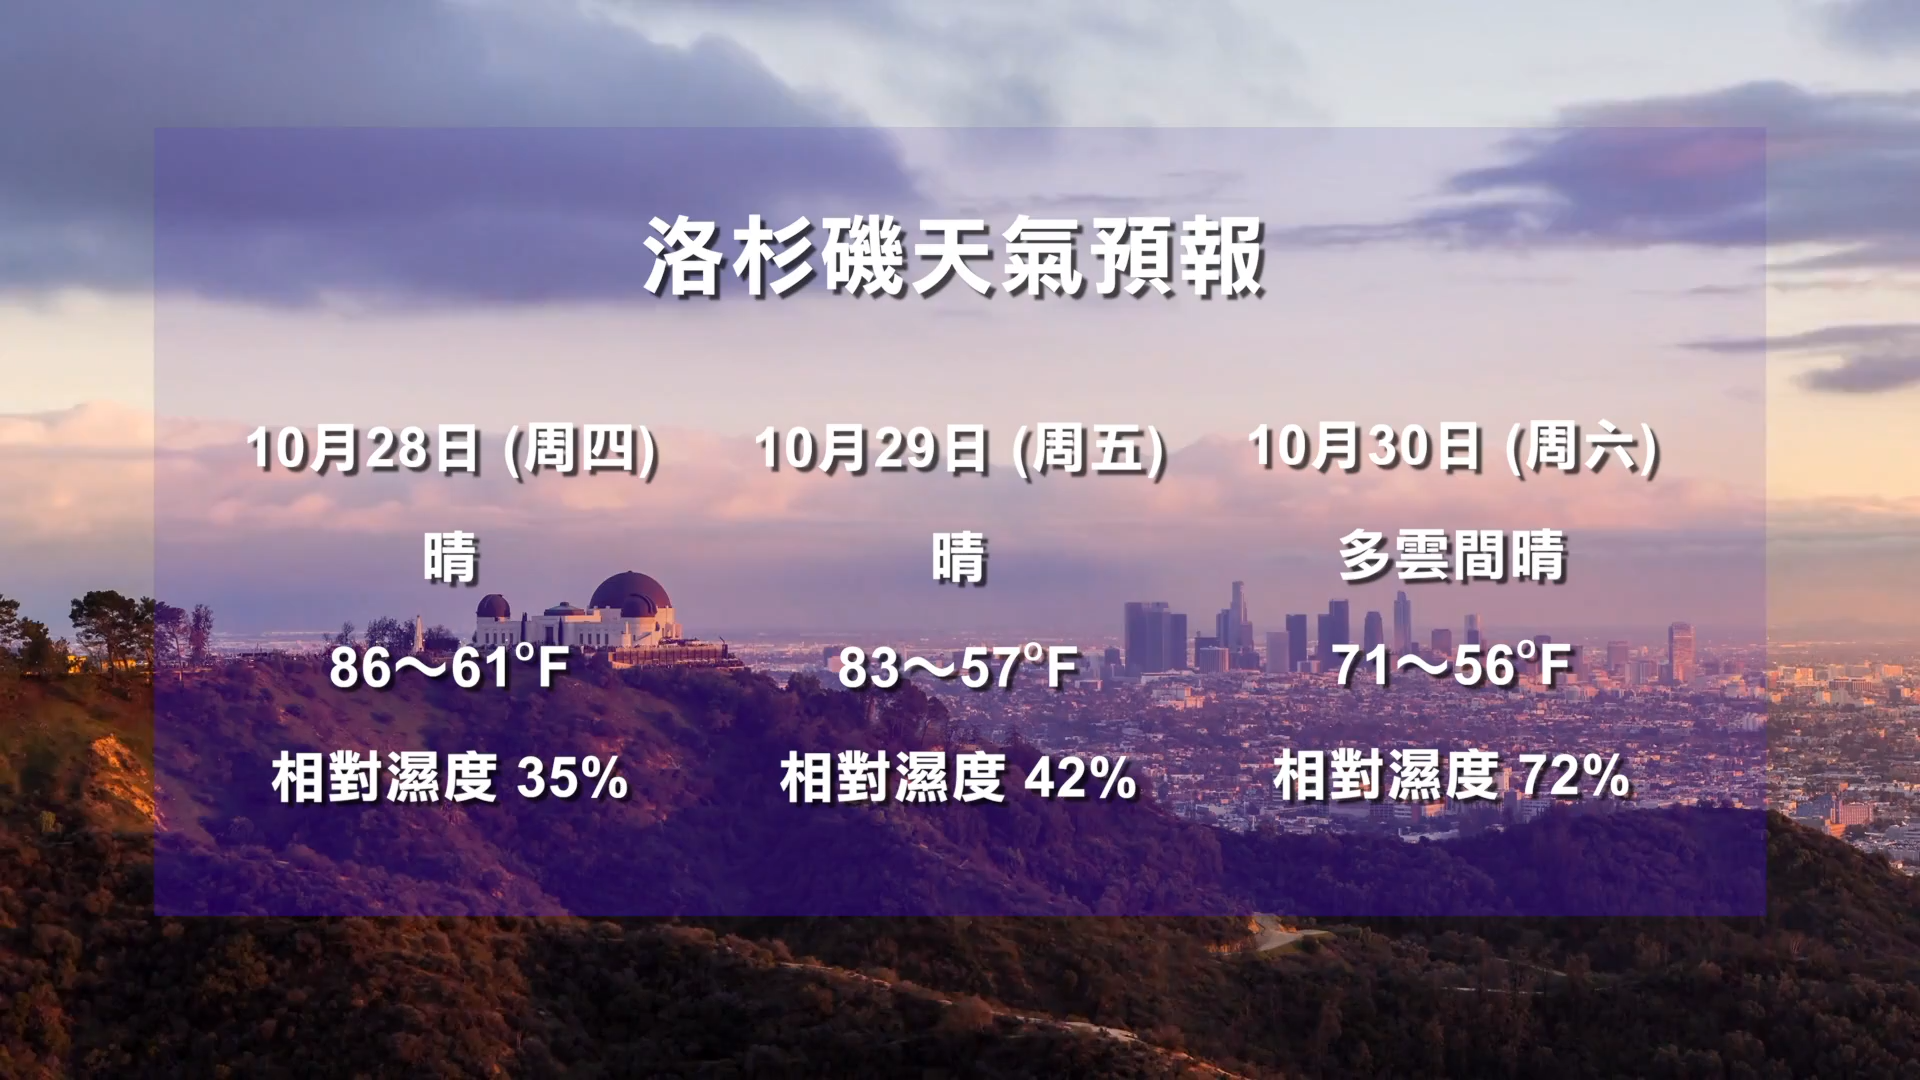 洛杉磯天氣預報
10月28日 (周四)
晴
86～61°F
相對濕度 35%
10月29日 (周五)
晴
83～57°F
相對濕度 42%
10月30日 (周六)
多雲間晴
71～56°F
相對濕度 72%